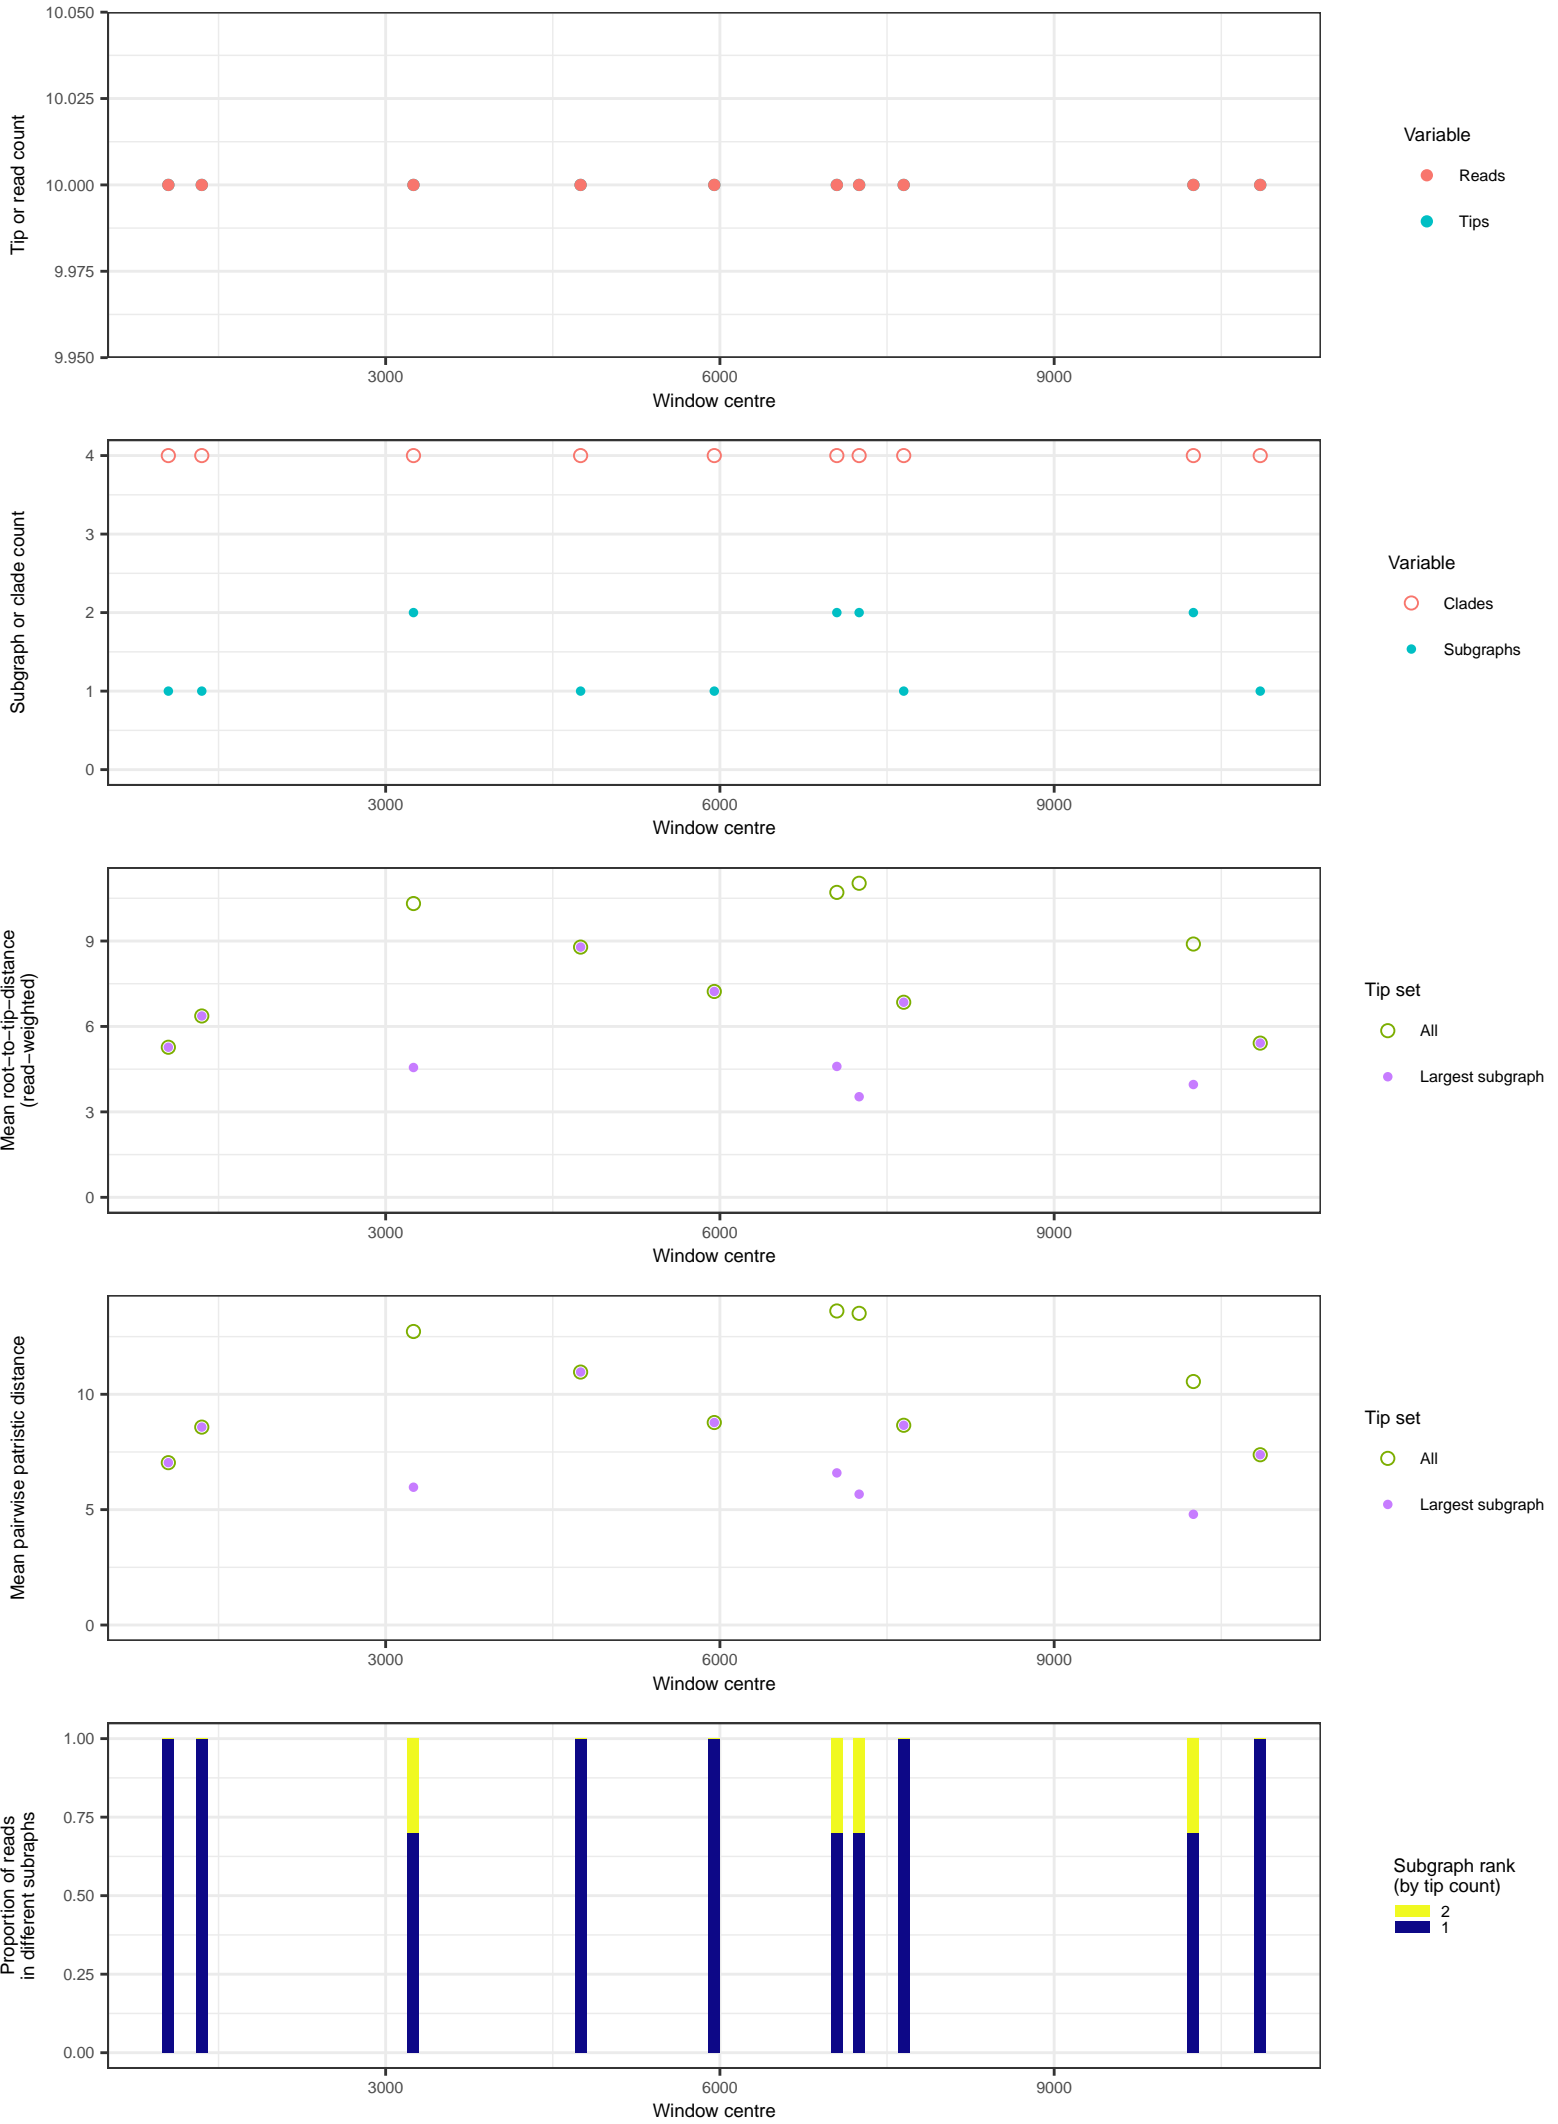 10.050
10.025
10.000
9.975
9.950
Tip or read count
3000
6000
9000
Window centre
Variable
Reads
Tips
4
3
2
1
0
Subgraph or clade count
3000
6000
9000
Window centre
Variable
Clades
Subgraphs
9
6
3
0
Mean root−to−tip−distance
(read−weighted)
3000
6000
9000
Window centre
Tip set
All
Largest subgraph
10
5
0
Mean pairwise patristic distance
3000
6000
9000
Window centre
Tip set
All
Largest subgraph
1.00
0.75
0.50
0.25
0.00
Proportion of reads
in different subraphs
3000
6000
9000
Window centre
Subgraph rank
(by tip count)
2
1